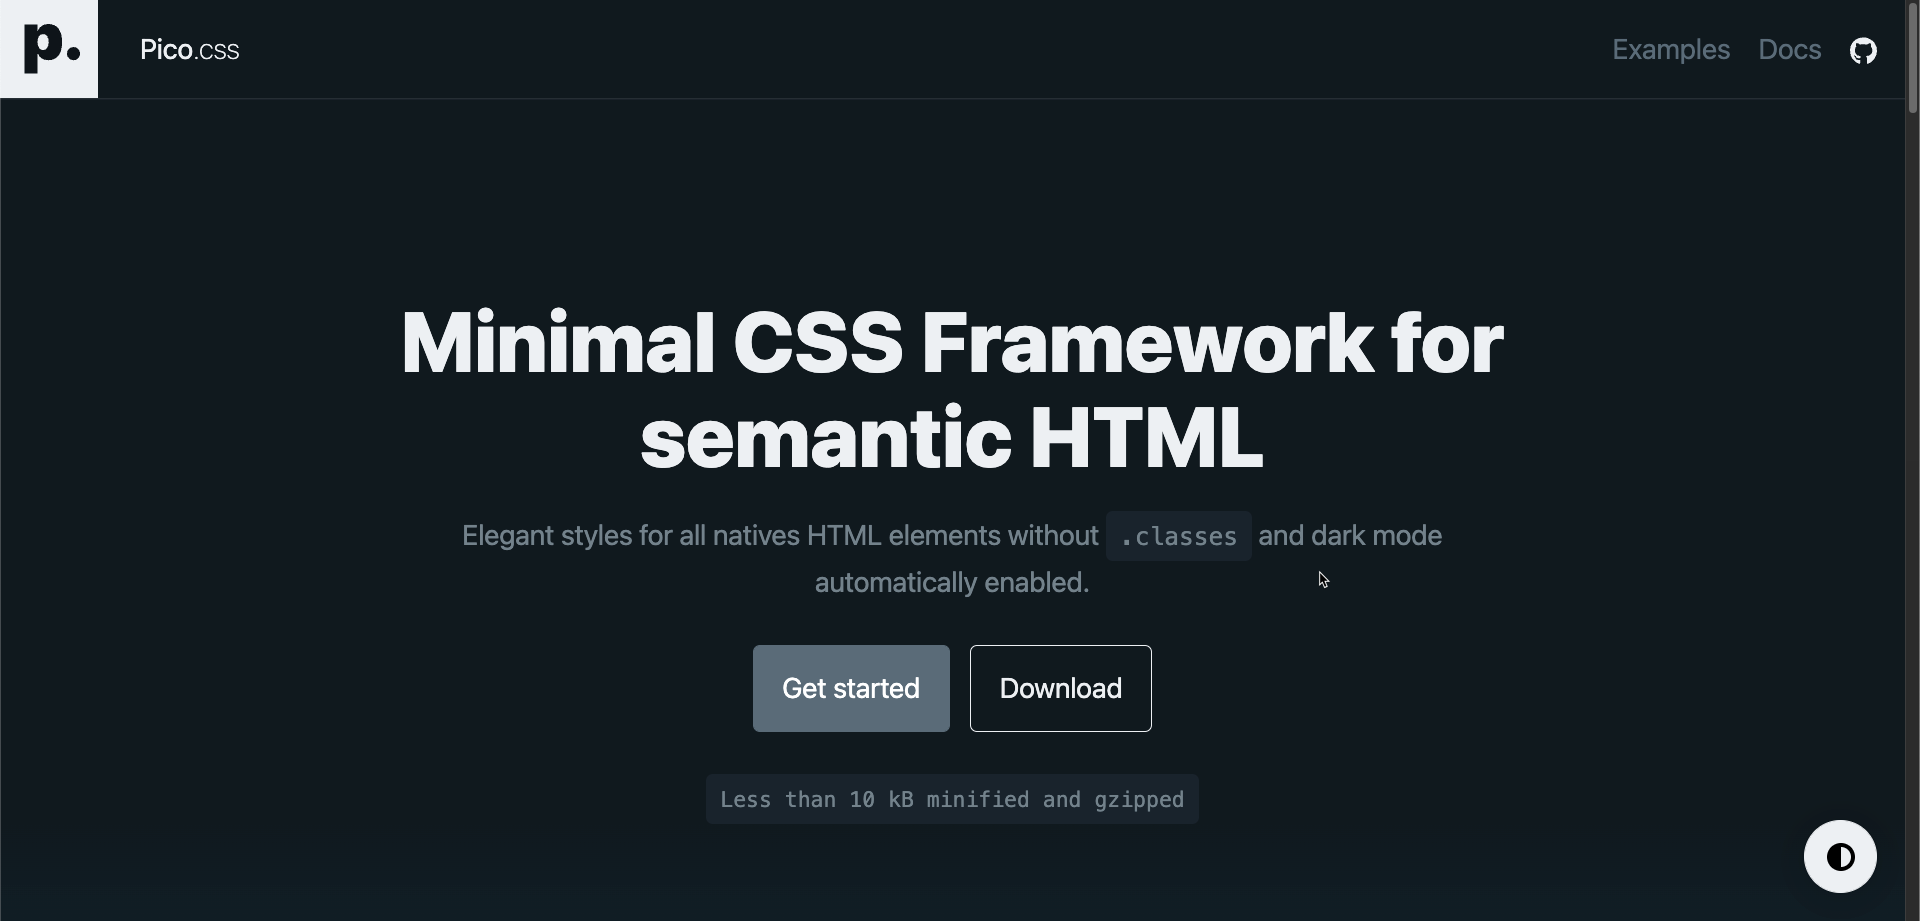 p.
Pico.css
Examples
Docs
Minimal CSS Framework for
semantic HTML
Elegant styles for all natives HTML elements without .classes and dark mode
automatically enabled.
Get started
Download
Less than 10 kB minified and gzipped